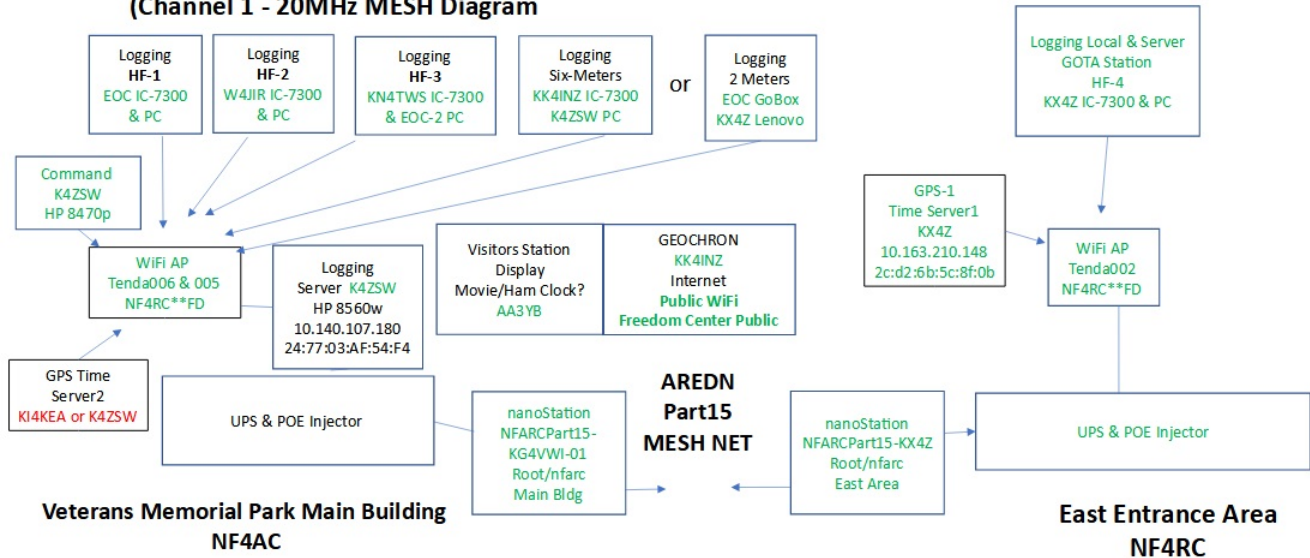 (Channel 1 - 20MHz MESH Diagram
Logging
HF-1
EOC IC-7300
& PC
Logging
HF-2
W4JIR IC-7300
& PC
Logging
HF-3
KN4TWS IC-7300
& EOC-2 PC
Logging
Six-Meters
KK4INZ IC-7300
K4ZSW PC
or
Logging
2 Meters
EOC GoBox
KX4Z Lenovo
Logging Local & Server
GOTA Station
HF-4
KX4Z IC-7300 & PC
Command
K4ZSW
HP 8470p
WiFi AP
Tenda006 & 005
NF4RC**FD
GPS Time
Server2
KI4KEA or K4ZSW
Logging
Server K4ZSW
HP 8560w
10.140.107.180
24:77:03:AF:54:F4
Visitors Station
Display
Movie/Ham Clock?
AA3YB
GEOCHRON
KK4INZ
Internet
Public WiFi
Freedom Center Public
GPS-1
Time Server1
KX4Z
10.163.210.148
2c:d2:6b:5c:8f:0b
WiFi AP
Tenda002
NF4RC**FD
UPS & POE Injector
nanoStation
NFARCPart15-
KG4VWI-01
Root/nfarc
Main Bldg
AREDN
Part15
MESH NET
nanoStation
NFARCPart15-KX4Z
Root/nfarc
East Area
UPS & POE Injector
Veterans Memorial Park Main Building
NF4AC
East Entrance Area
NF4RC